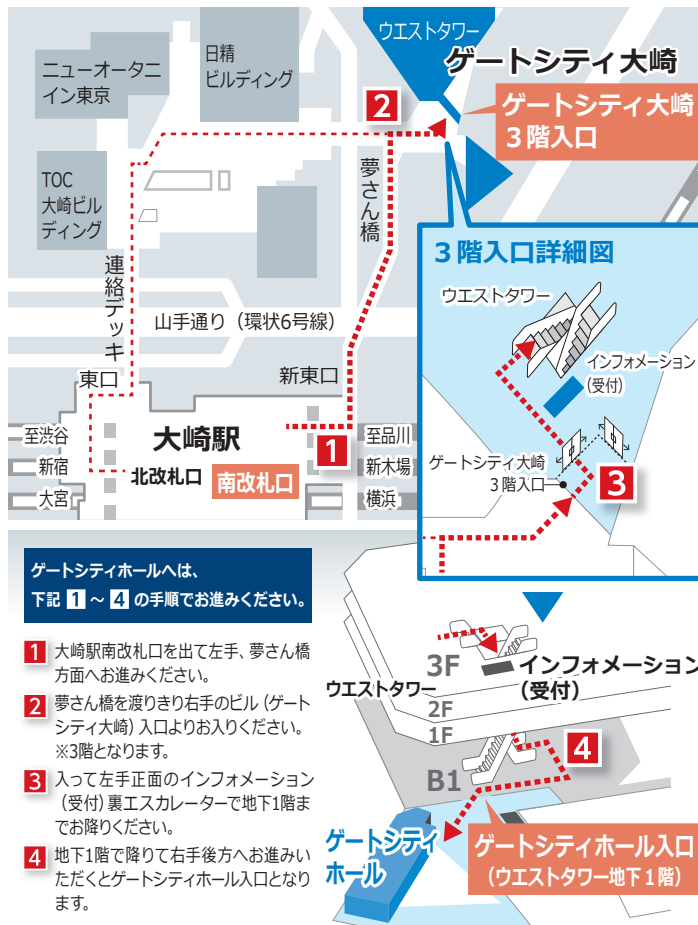 ウエストタワー
ゲートシティ大崎
ニューオータニ
イン東京
日精
ビルディング
2
ゲートシティ大崎
3階入口
TOC
大崎ビル
ディング
夢さん橋
連絡デッキ
山手通り（環状6号線）
東口
新東口
大崎駅
1
至渋谷
新宿
大宮
北改札口
南改札口
至品川
新木場
横浜
3階入口詳細図
ウエストタワー
インフォメーション
(受付)
ゲートシティ大崎
3階入口
3
ゲートシティホールへは、
下記 1 ～ 4 の手順でお進みください。
1 大崎駅南改札口を出て左手、夢さん橋
方面へお進みください。
2 夢さん橋を渡りきり右手のビル（ゲート
シティ大崎）入口よりお入りください。
※3階となります。
3 入って左手正面のインフォメーション
（受付）裏エスカレーターで地下1階ま
でお降りください。
4 地下1階で降りて右手後方へお進みい
ただくとゲートシティホール入口となり
ます。
3F
インフォメーション
(受付)
ウエストタワー
2F
1F
4
B1
ゲートシティ
ホール
ゲートシティホール入口
（ウエストタワー地下1階）